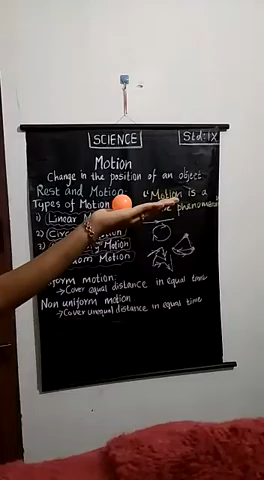 SCIENCE
Std: IX
Motion
Change in the position of an object
Rest and Motion:
"Motion is a
Types of Motion
phenomena
1) Linear
2)
3) Motion
Motion
motion:
→ Cover equal distance in equal time
Non uniform motion
→ Cover unequal distance in equal time